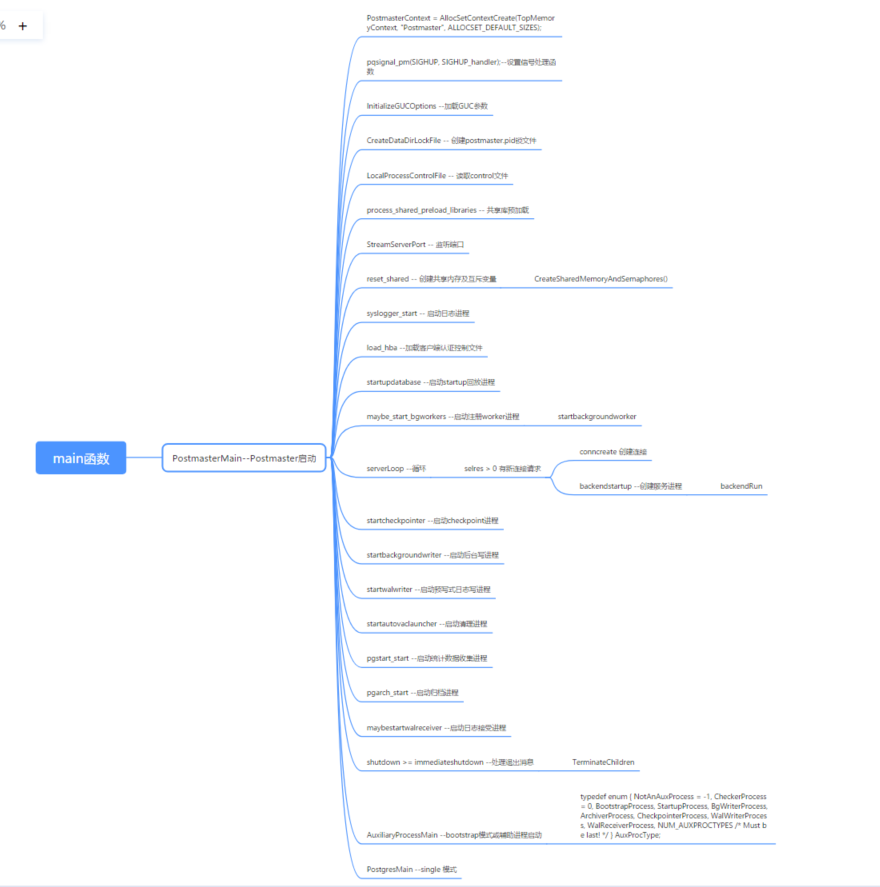 %
+
PostmasterContext = AllocSetContextCreate(TopMemor
yContext, "Postmaster", ALLOCSET_DEFAULT_SIZES);
pqsignal_pm(SIGHUP, SIGHUP_handler);--设置信号处理函
数
InitializeGUCOptions --加载GUC参数
CreateDataDirLockFile -- 创建postmaster.pid锁文件
LocalProcessControlFile -- 读取control文件
process_shared_preload_libraries -- 共享库预加载
StreamServerPort -- 监听端口
reset_shared -- 创建共享内存及互斥变量
CreateSharedMemoryAndSemaphores()
syslogger_start -- 启动日志进程
load_hba --加载客户端认证控制文件
startupdatabase --启动startup回放进程
maybe_start_bgworkers --启动注册worker进程
startbackgroundworker
main函数
PostmasterMain--Postmaster启动
serverLoop --循环
selres > 0 有新连接请求
conncreate 创建连接
backendstartup --创建服务进程
backendRun
startcheckpointer --启动checkpoint进程
startbackgroundwriter --启动后台写进程
startwalwriter --启动预写式日志写进程
startautovaclauncher --启动清理进程
pgstart_start --启动统计数据收集进程
pgarch_start --启动归档进程
maybestartwalreceiver --启动日志接受进程
shutdown >= immediateshutdown --处理退出消息
TerminateChildren
typedef enum { NotAnAuxProcess = -1, CheckerProcess
= 0, BootstrapProcess, StartupProcess, BgWriterProcess,
ArchiverProcess, CheckpointerProcess, WalWriterProces
s, WalReceiverProcess, NUM_AUXPROCTYPES /* Must b
e last! */ } AuxProcType;
AuxiliaryProcessMain --bootstrap模式或辅助进程启动
PostgresMain --single 模式